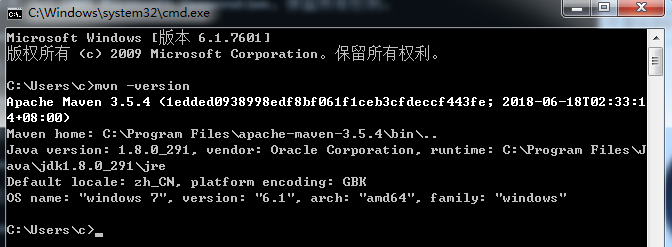 C:\Windows\system32\cmd.exe
Microsoft Windows [版本 6.1.7601]
版权所有 (c) 2009 Microsoft Corporation。保留所有权利。
C:\Users\c>mvn -version
Apache Maven 3.5.4 (1edded0938998edf8bf061f1ceb3cfdeccf443fe; 2018-06-18T02:33:1
4+08:00)
Maven home: C:\Program Files\apache-maven-3.5.4\bin\..
Java version: 1.8.0_291, vendor: Oracle Corporation, runtime: C:\Program Files\J
ava\jdk1.8.0_291\jre
Default locale: zh_CN, platform encoding: GBK
OS name: "windows 7", version: "6.1", arch: "amd64", family: "windows"
C:\Users\c>_